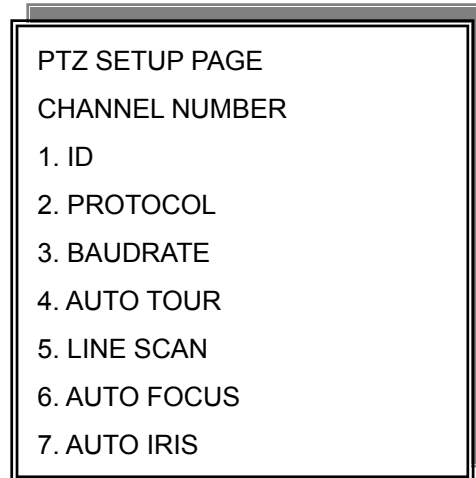 PTZ SETUP PAGE
CHANNEL NUMBER
1. ID
2. PROTOCOL
3. BAUDRATE
4. AUTO TOUR
5. LINE SCAN
6. AUTO FOCUS
7. AUTO IRIS